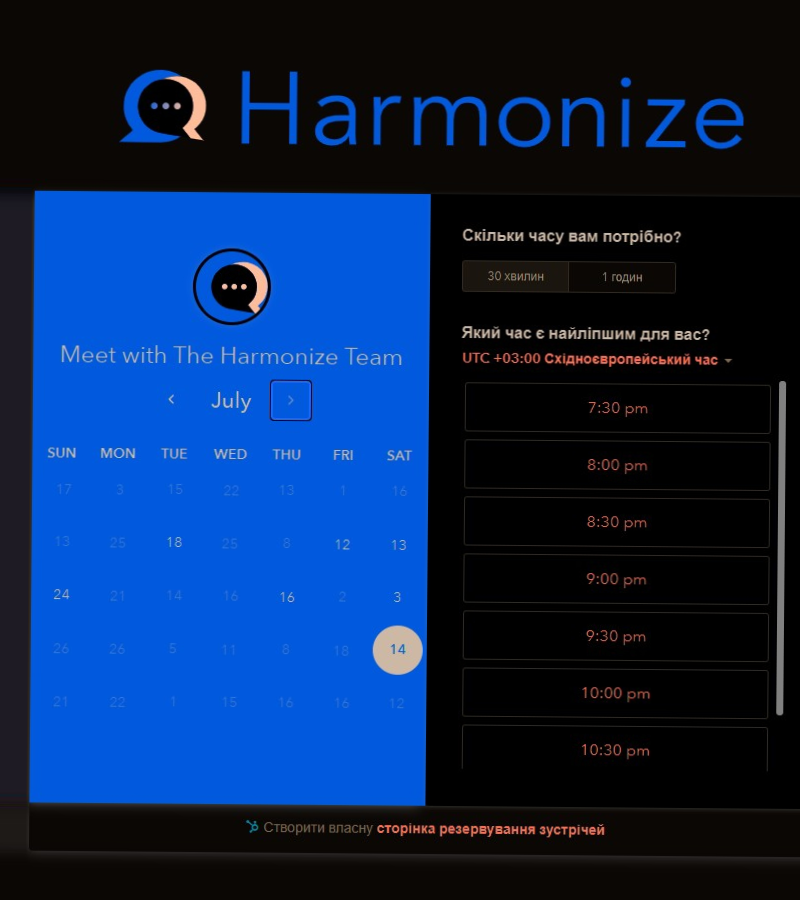 Harmonize
Meet with The Harmonize Team
July
SUN MON TUE WED THU FRI SAT
17 3 15 22 13 1 16
13 25 18 25 8 12 13
24 21 14 16 16 2 3
26 26 5 11 8 18 14
21 22 1 15 16 16 12
Скільки часу вам потрібно?
30 хвилин 1 годин
Який час є найліпшим для вас?
UTC +03:00 Східноєвропейський час
7:30 pm
8:00 pm
8:30 pm
9:00 pm
9:30 pm
10:00 pm
10:30 pm
Створити власну сторінка резервування зустрічей